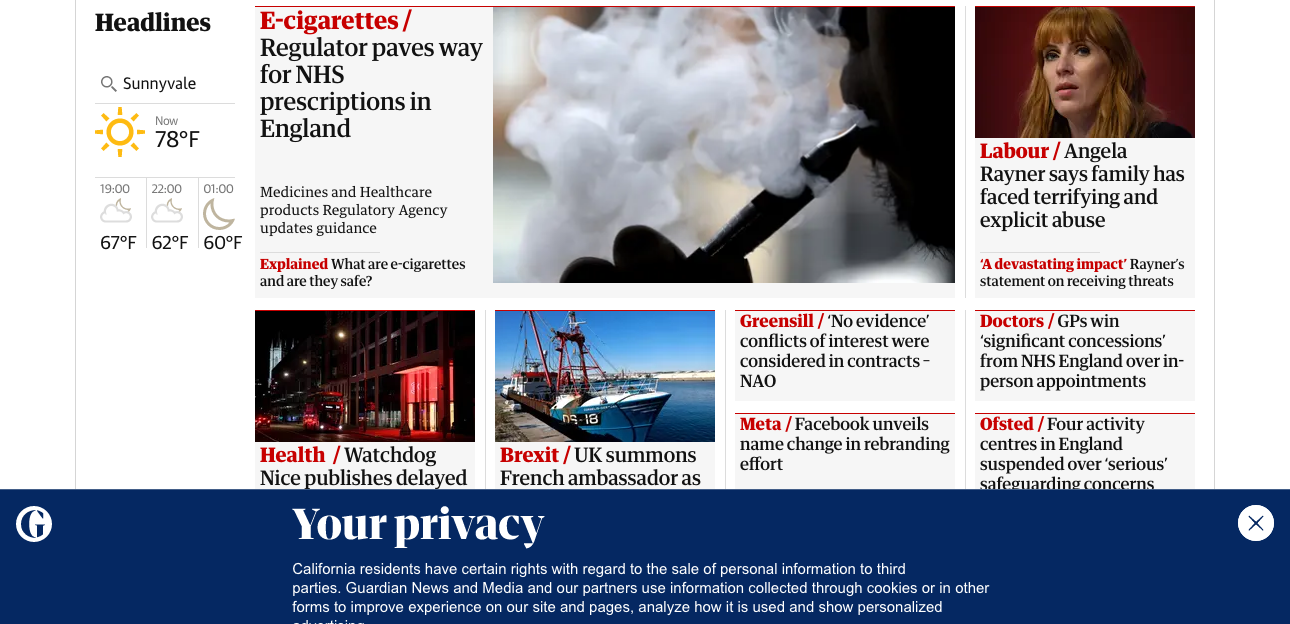 Headlines
Sunnyvale
Now
78°F
19:00
22:00
01:00
67°F
62°F
60°F
E-cigarettes /
Regulator paves way
for NHS
prescriptions in
England
Medicines and Healthcare
products Regulatory Agency
updates guidance
Explained What are e-cigarettes
and are they safe?
Labour / Angela
Rayner says family has
faced terrifying and
explicit abuse
‘A devastating impact’ Rayner’s
statement on receiving threats
DS-18
Health / Watchdog
Nice publishes delayed
Brexit / UK summons
French ambassador as
Greensill / ‘No evidence’
conflicts of interest were
considered in contracts –
NAO
Meta / Facebook unveils
name change in rebranding
effort
Doctors / GPs win
‘significant concessions’
from NHS England over in-
person appointments
Ofsted / Four activity
centres in England
suspended over ‘serious’
safeguarding concerns
Your privacy
California residents have certain rights with regard to the sale of personal information to third
parties. Guardian News and Media and our partners use information collected through cookies or in other
forms to improve experience on our site and pages, analyze how it is used and show personalized
advertising.